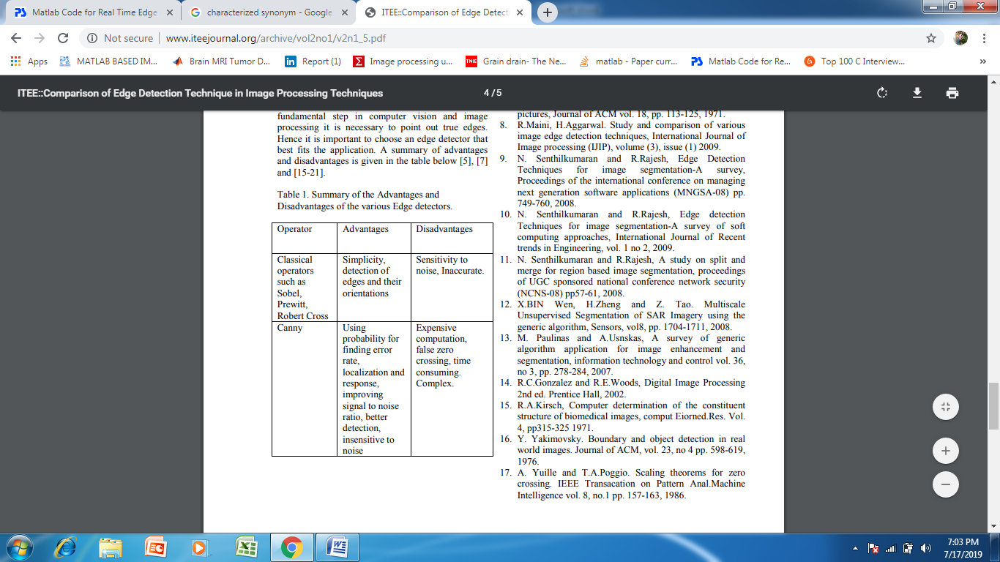 Matlab Code for Real Time Edge
characterized synonym - Google
ITEE::Comparison of Edge Detect
Not secure | www.iteejournal.org/archive/vol2no1/v2n1_5.pdf
Apps
MATLAB BASED IM...
Brain MRI Tumor D...
Report (1)
Image processing u...
Grain drain- The Ne...
matlab - Paper curr...
Matlab Code for Re...
Top 100 C Interview...
»
ITEE::Comparison of Edge Detection Technique in Image Processing Techniques
4 / 5
fundamental step in computer vision and image
processing it is necessary to point out true edges.
Hence it is important to choose an edge detector that
best fits the application. A summary of advantages
and disadvantages is given in the table below [5], [7]
and [15-21].
Table 1. Summary of the Advantages and
Disadvantages of the various Edge detectors.
Operator
Advantages
Disadvantages
Classical
operators
such as
Sobel,
Prewitt,
Robert Cross
Simplicity,
detection of
edges and their
orientations
Sensitivity to
noise, Inaccurate.
Canny
Using
probability for
finding error
rate,
localization and
response,
improving
signal to noise
ratio, better
detection,
insensitive to
noise
Expensive
computation,
false zero
crossing, time
consuming.
Complex.
pictures, Journal of ACM vol. 18, pp. 113-125, 1971.
8. R.Maini, H.Aggarwal. Study and comparison of various
image edge detection techniques, International Journal of
Image processing (IJIP), volume (3), issue (1) 2009.
9. N. Senthilkumaran and R.Rajesh, Edge Detection
Techniques for image segmentation-A survey,
Proceedings of the international conference on managing
next generation software applications (MNGSA-08) pp.
749-760, 2008.
10. N. Senthilkumaran and R.Rajesh, Edge detection
Techniques for image segmentation-A survey of soft
computing approaches, International Journal of Recent
trends in Engineering, vol. 1 no 2, 2009.
11. N. Senthilkumaran and R.Rajesh, A study on split and
merge for region based image segmentation, proceedings
of UGC sponsored national conference network security
(NCNS-08) pp57-61, 2008.
12. X.BIN Wen, H.Zheng and Z. Tao. Multiscale
Unsupervised Segmentation of SAR Imagery using the
generic algorithm, Sensors, vol8, pp. 1704-1711, 2008.
13. M. Paulinas and A.Usnskas, A survey of generic
algorithm application for image enhancement and
segmentation, information technology and control vol. 36,
no 3, pp. 278-284, 2007.
14. R.C.Gonzalez and R.E.Woods, Digital Image Processing
2nd ed. Prentice Hall, 2002.
15. R.A.Kirsch, Computer determination of the constituent
structure of biomedical images, comput Eiorned.Res. Vol.
4, pp315-325 1971.
16. Y. Yakimovsky. Boundary and object detection in real
world images. Journal of ACM, vol. 23, no 4 pp. 598-619,
1976.
17. A. Yuille and T.A.Poggio. Scaling theorems for zero
crossing. IEEE Transacation on Pattern Anal.Machine
Intelligence vol. 8, no.1 pp. 157-163, 1986.
7:03 PM
7/17/2019